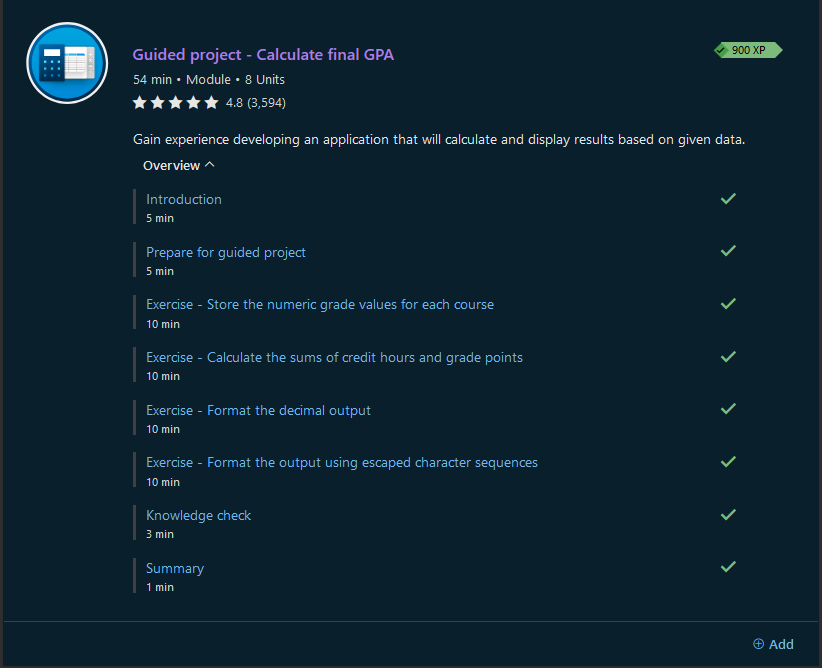 Guided project - Calculate final GPA
900 XP
54 min • Module • 8 Units
4.8 (3,594)
Gain experience developing an application that will calculate and display results based on given data.
Overview
Introduction
5 min
Prepare for guided project
5 min
Exercise - Store the numeric grade values for each course
10 min
Exercise - Calculate the sums of credit hours and grade points
10 min
Exercise - Format the decimal output
10 min
Exercise - Format the output using escaped character sequences
10 min
Knowledge check
3 min
Summary
1 min
Add